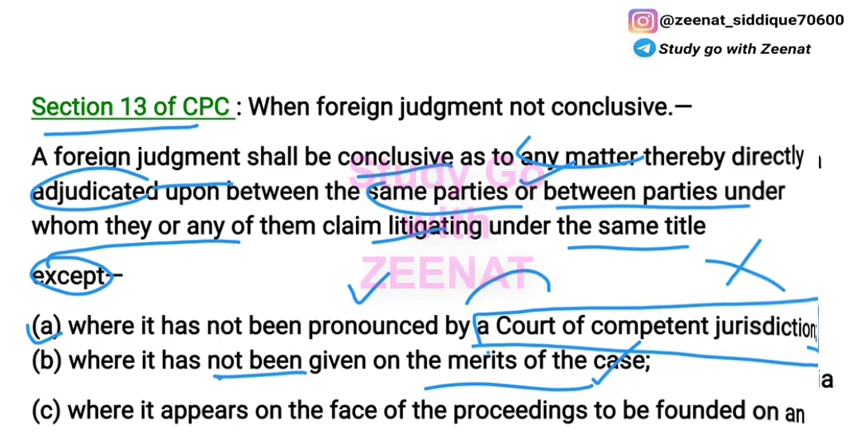 @zeenat_siddique70600
Study go with Zeenat
Section 13 of CPC : When foreign judgment not conclusive.—
A foreign judgment shall be conclusive as to any matter thereby directly
adjudicated upon between the same parties or between parties under
whom they or any of them claim litigating under the same title
except—
(a) where it has not been pronounced by a Court of competent jurisdiction;
(b) where it has not been given on the merits of the case;
(c) where it appears on the face of the proceedings to be founded on an
Study Go
with
ZEENAT